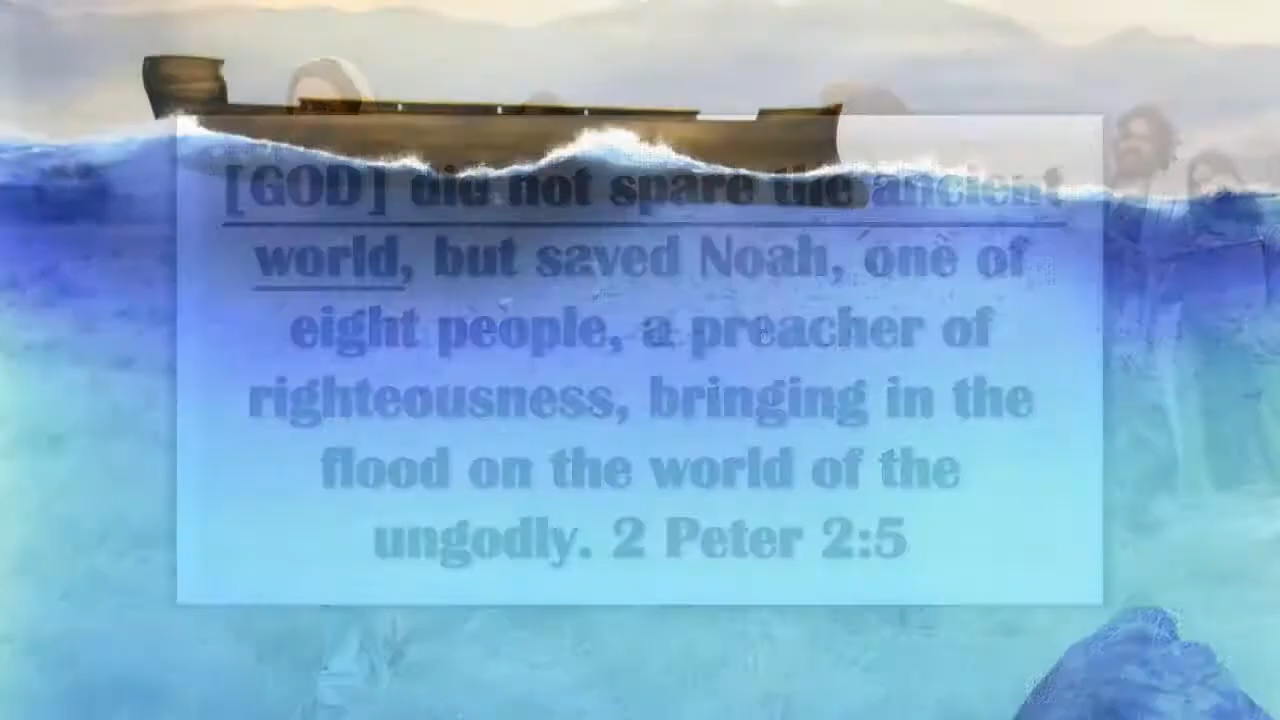 [GOD] did not spare the ancient
world, but saved Noah, one of
eight people, a preacher of
righteousness, bringing in the
flood on the world of the
ungodly. 2 Peter 2:5